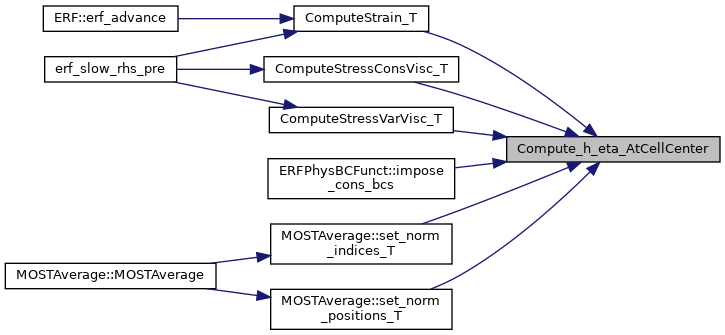 ERF::erf_advance
ComputeStrain_T
erf_slow_rhs_pre
ComputeStressConsVisc_T
ComputeStressVarVisc_T
Compute_h_eta_AtCellCenter
ERFPhysBCFunct::impose
_cons_bcs
MOSTAverage::set_norm
_indices_T
MOSTAverage::MOSTAverage
MOSTAverage::set_norm
_positions_T